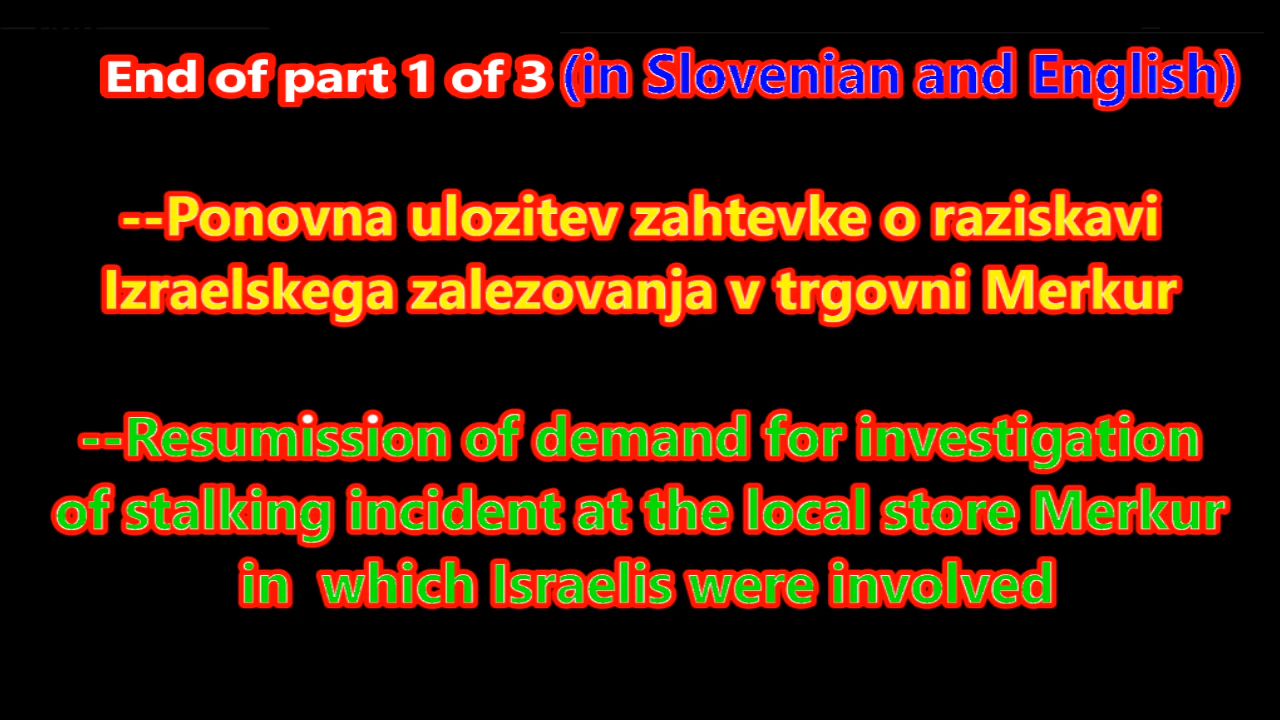 End of part 1 of 3 (in Slovenian and English)
--Ponovna ulozitev zahtevke o raziskavi
Izraelskega zalezovanja v trgovni Merkur
--Resumission of demand for investigation
of stalking incident at the local store Merkur
in which Israelis were involved